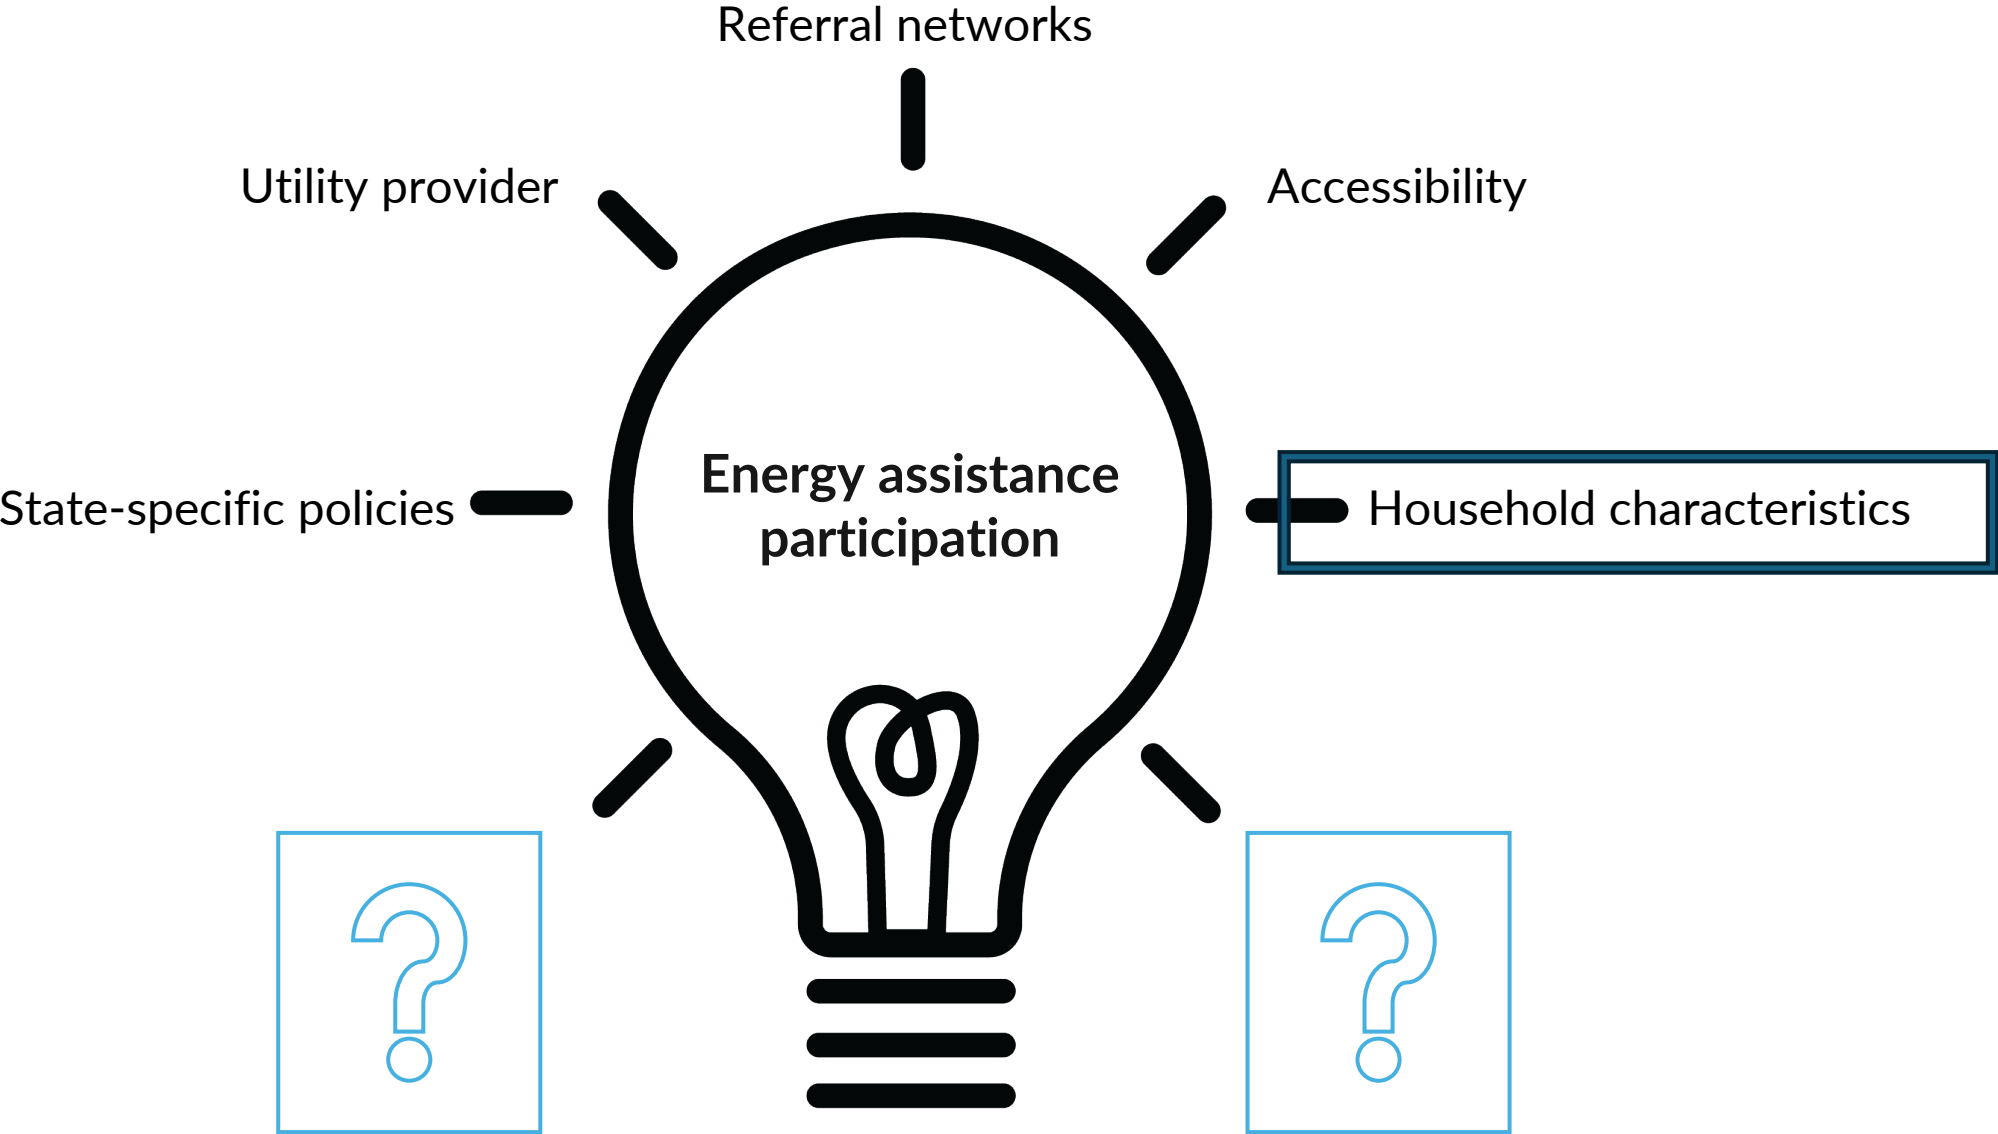 Referral networks
Utility provider
Accessibility
Energy assistance
participation
State-specific policies
Household characteristics
?
?